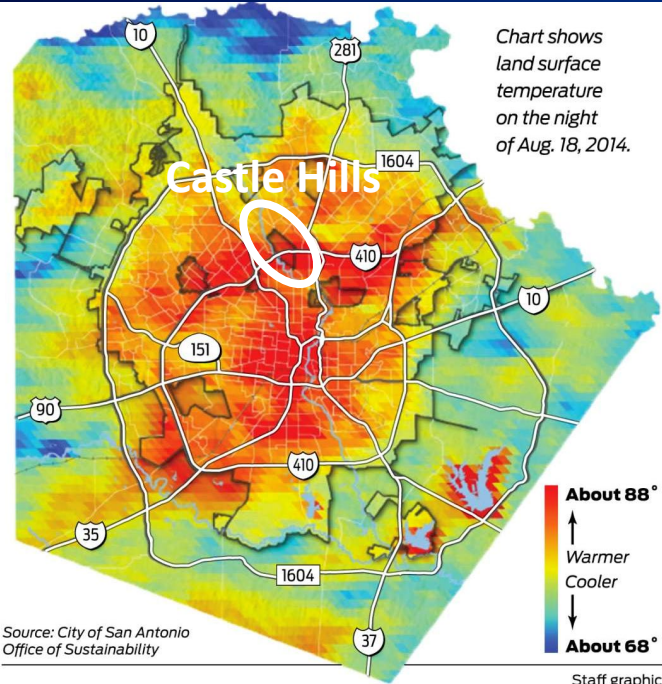 10
281
Chart shows
land surface
temperature
on the night
of Aug. 18, 2014.
1604
Castle Hills
410
10
151
90
410
35
1604
37
About 88°
Warmer
Cooler
About 68°
Source: City of San Antonio
Office of Sustainability
Staff graphic